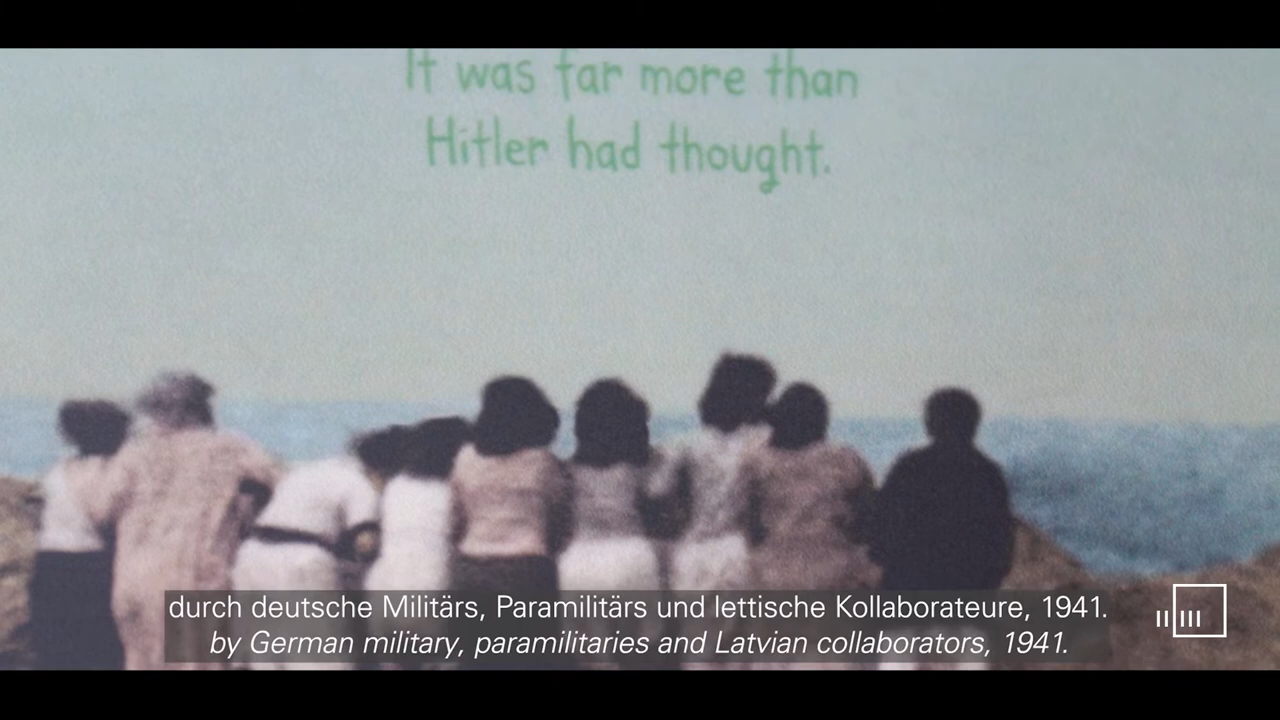 It was far more than
Hitler had thought.
durch deutsche Militärs, Paramilitärs und lettische Kollaborateure, 1941.
by German military, paramilitaries and Latvian collaborators, 1941.